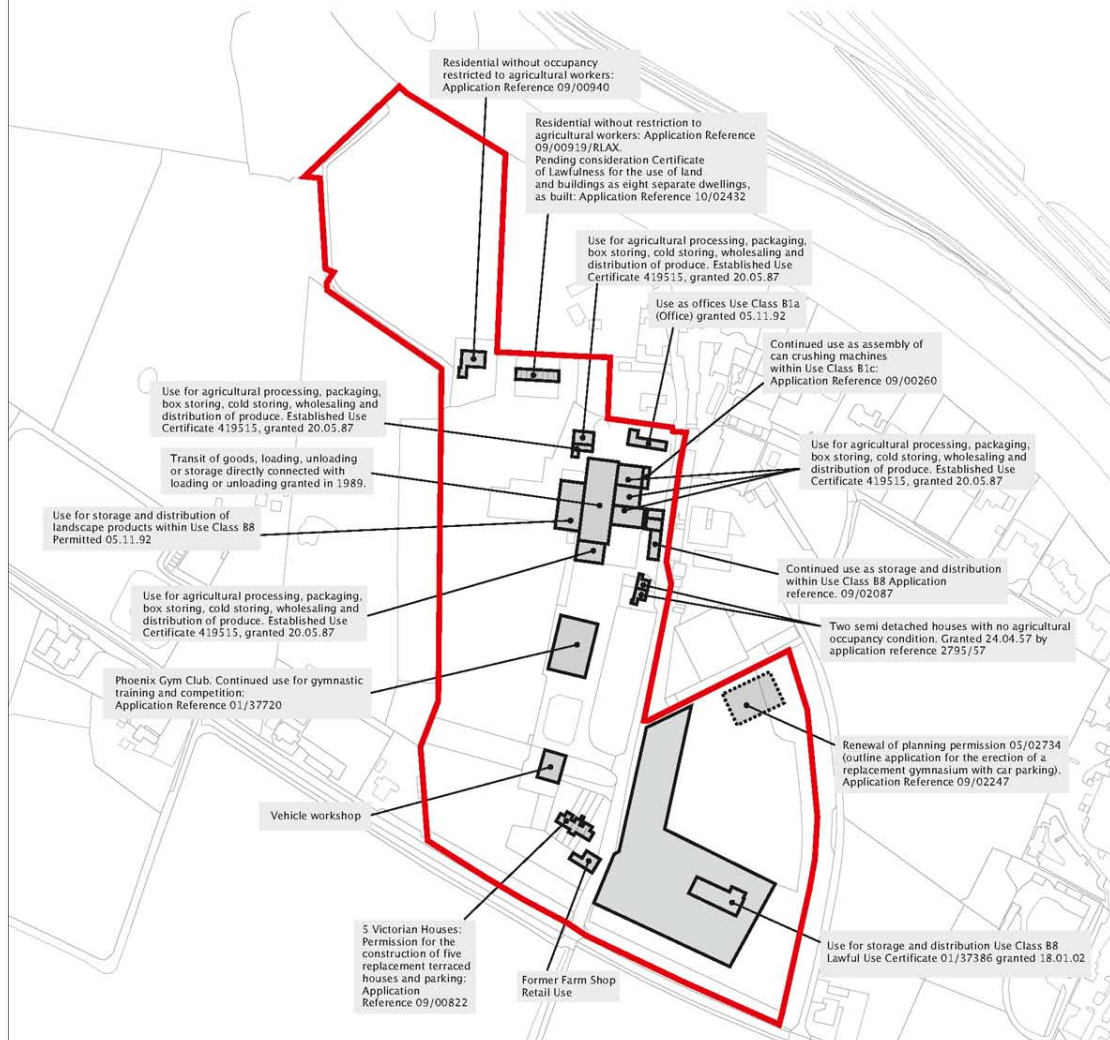 Residential without occupancy
restricted to agricultural workers:
Application Reference 09/00940
Residential without restriction to
agricultural workers: Application Reference
09/00919/RLAX.
Pending consideration Certificate
of Lawfulness for the use of land
and buildings as eight separate dwellings,
as built: Application Reference 10/02432
Use for agricultural processing, packaging,
box storing, cold storing, wholesaling and
distribution of produce. Established Use
Certificate 419515, granted 20.05.87
Use as offices Use Class B1a
(Office) granted 05.11.92
Continued use as assembly of
can crushing machines
within Use Class B1c:
Application Reference 09/00260
Use for agricultural processing, packaging,
box storing, cold storing, wholesaling and
distribution of produce. Established Use
Certificate 419515, granted 20.05.87
Use for agricultural processing, packaging,
box storing, cold storing, wholesaling and
distribution of produce. Established Use
Certificate 419515, granted 20.05.87
Transit of goods, loading, unloading
or storage directly connected with
loading or unloading granted in 1989.
Use for storage and distribution of
landscape products within Use Class B8
Permitted 05.11.92
Continued use as storage and distribution
within Use Class B8 Application
reference. 09/02087
Use for agricultural processing, packaging,
box storing, cold storing, wholesaling and
distribution of produce. Established Use
Certificate 419515, granted 20.05.87
Two semi detached houses with no agricultural
occupancy condition. Granted 24.04.57 by
application reference 2795/57
Phoenix Gym Club. Continued use for gymnastic
training and competition:
Application Reference 01/37720
Renewal of planning permission 05/02734
(outline application for the erection of a
replacement gymnasium with car parking).
Application Reference 09/02247
Vehicle workshop
5 Victorian Houses:
Permission for the
construction of five
replacement terraced
houses and parking:
Application
Reference 09/00822
Former Farm Shop
Retail Use
Use for storage and distribution Use Class B8
Lawful Use Certificate 01/37386 granted 18.01.02